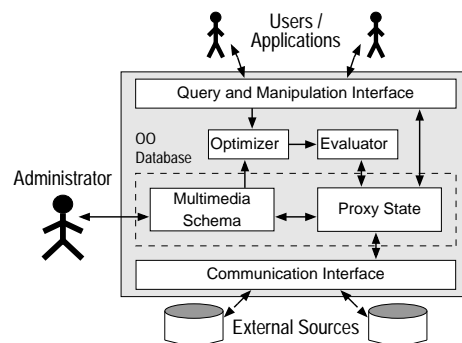 Users /
Applications
Query and Manipulation Interface
OO
Database
Optimizer
Evaluator
Administrator
Multimedia
Schema
Proxy State
Communication Interface
External Sources